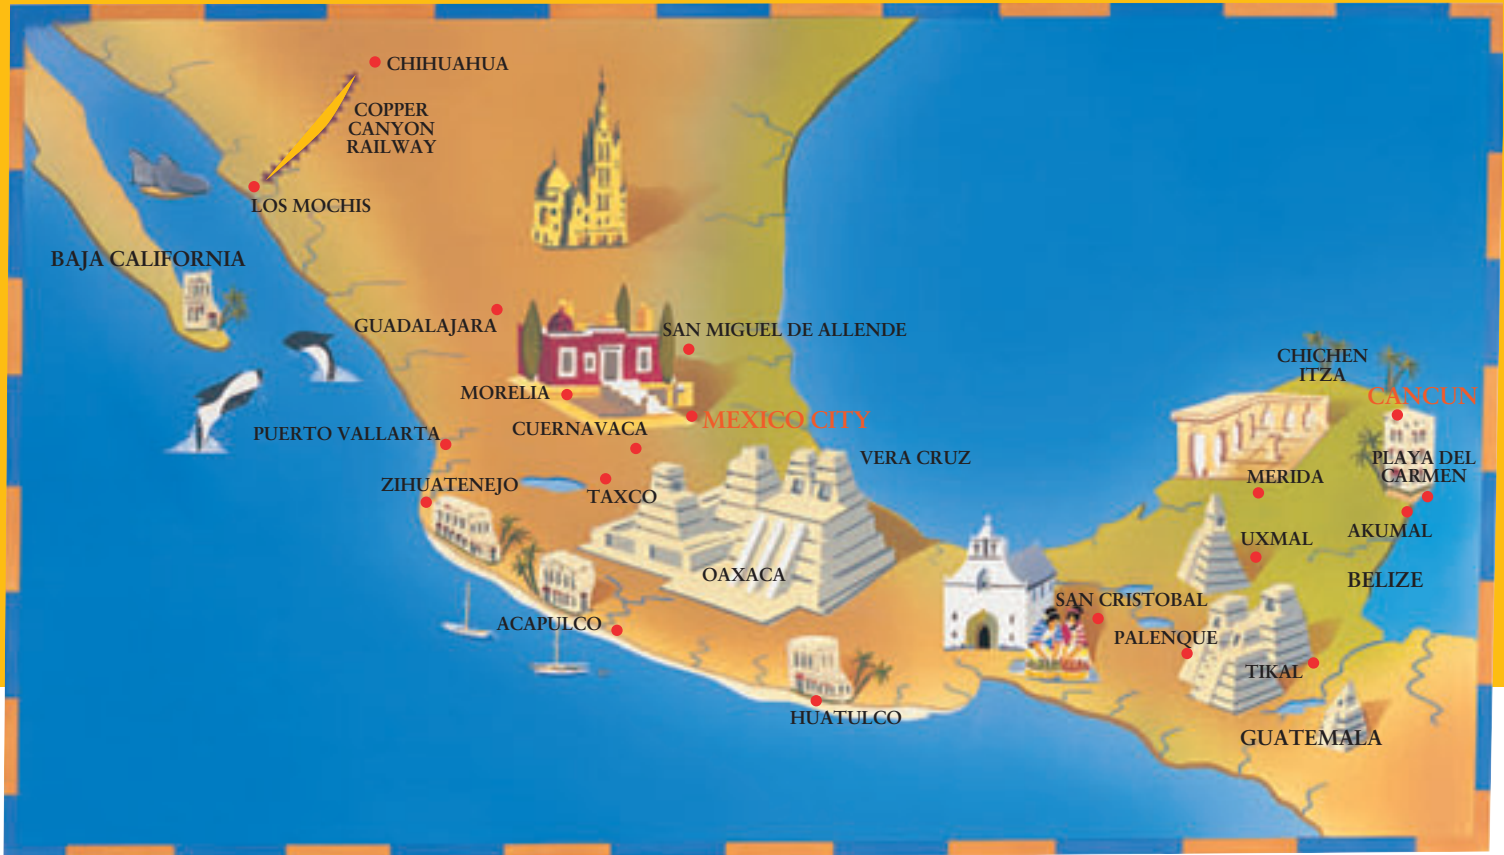 CHIHUAHUA
COPPER
CANYON
RAILWAY
LOS MOCHIS
BAJA CALIFORNIA
GUADALAJARA
SAN MIGUEL DE ALLENDE
MORELIA
MEXICO CITY
CUERNAVACA
PUERTO VALLARTA
VERA CRUZ
ZIHUATENEJO
TAXCO
OAXACA
ACAPULCO
HUATULCO
CHICHEN
ITZA
CANCUN
PLAYA DEL
CARMEN
MERIDA
AKUMAL
UXMAL
BELIZE
SAN CRISTOBAL
PALENQUE
TIKAL
GUATEMALA